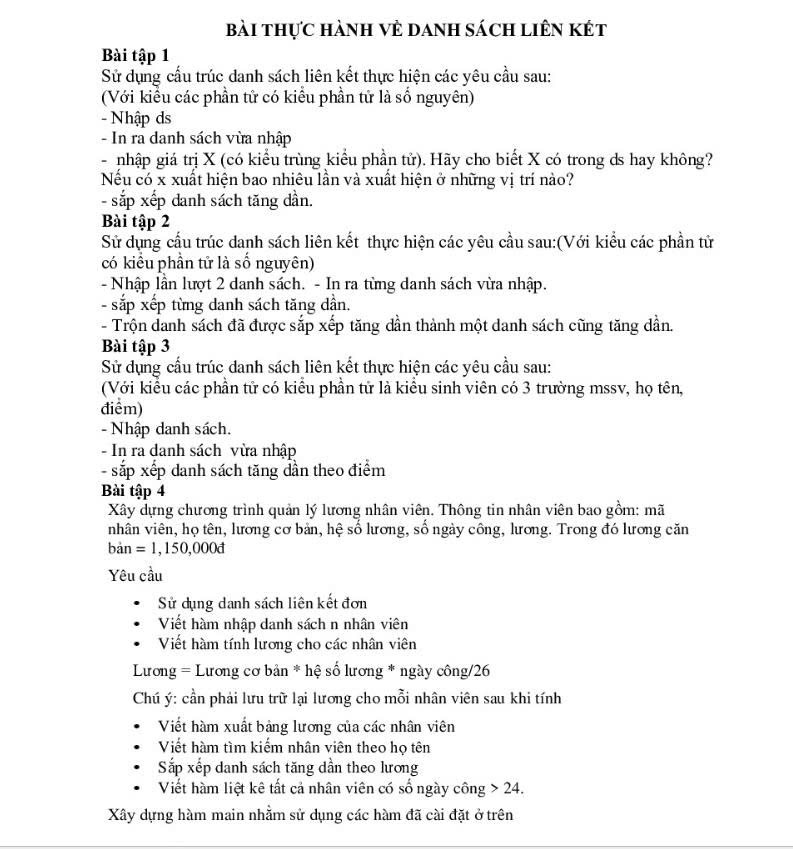 BÀI THỰC HÀNH VỀ DANH SÁCH LIÊN KẾT
Bài tập 1
Sử dụng cấu trúc danh sách liên kết thực hiện các yêu cầu sau:
(Với kiểu các phần tử có kiểu phần tử là số nguyên)
- Nhập ds
- In ra danh sách vừa nhập
- nhập giá trị X (có kiểu trùng kiểu phần tử). Hãy cho biết X có trong ds hay không?
Nếu có x xuất hiện bao nhiêu lần và xuất hiện ở những vị trí nào?
- sắp xếp danh sách tăng dần.
Bài tập 2
Sử dụng cấu trúc danh sách liên kết thực hiện các yêu cầu sau:(Với kiểu các phần tử
có kiểu phần tử là số nguyên)
- Nhập lần lượt 2 danh sách. - In ra từng danh sách vừa nhập.
- sắp xếp từng danh sách tăng dần.
- Trộn danh sách đã được sắp xếp tăng dần thành một danh sách cũng tăng dần.
Bài tập 3
Sử dụng cấu trúc danh sách liên kết thực hiện các yêu cầu sau:
(Với kiểu các phần tử có kiểu phần tử là kiểu sinh viên có 3 trường mssv, họ tên,
điểm)
- Nhập danh sách.
- In ra danh sách vừa nhập
- sắp xếp danh sách tăng dần theo điểm
Bài tập 4
Xây dựng chương trình quản lý lương nhân viên. Thông tin nhân viên bao gồm: mã
nhân viên, họ tên, lương cơ bản, hệ số lương, số ngày công, lương. Trong đó lương căn
bản = 1,150,000đ
Yêu cầu
• Sử dụng danh sách liên kết đơn
• Viết hàm nhập danh sách n nhân viên
• Viết hàm tính lương cho các nhân viên
Lương = Lương cơ bản * hệ số lương * ngày công/26
Chú ý: cần phải lưu trữ lại lương cho mỗi nhân viên sau khi tính
• Viết hàm xuất bảng lương của các nhân viên
• Viết hàm tìm kiếm nhân viên theo họ tên
• Sắp xếp danh sách tăng dần theo lương
• Viết hàm liệt kê tất cả nhân viên có số ngày công > 24.
Xây dựng hàm main nhằm sử dụng các hàm đã cài đặt ở trên